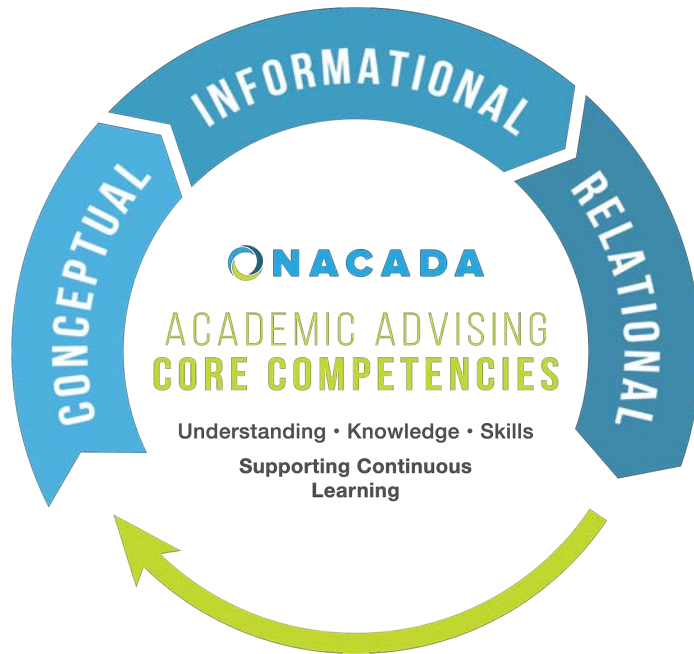 CONCEPTUAL
INFORMATIONAL
RELATIONAL
NACADA
ACADEMIC ADVISING
CORE COMPETENCIES
Understanding • Knowledge • Skills
Supporting Continuous
Learning